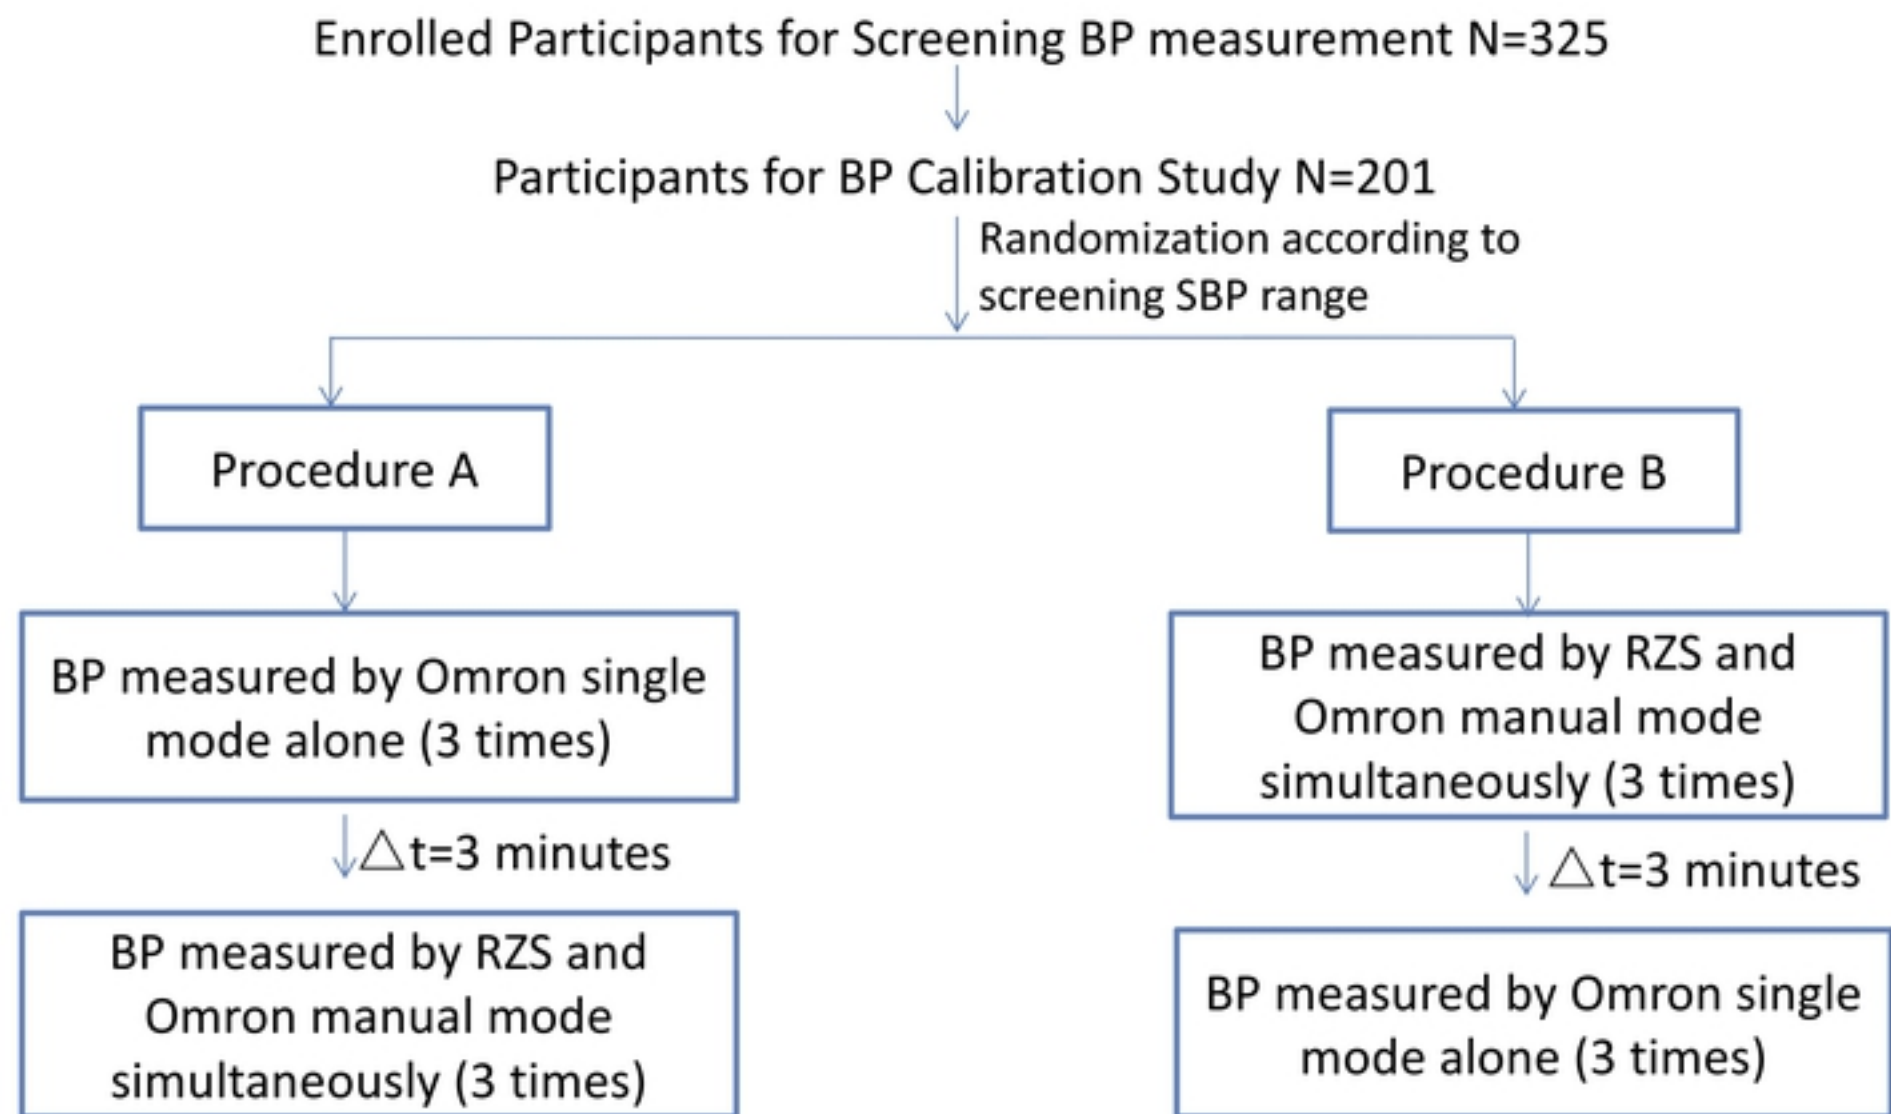 Enrolled Participants for Screening BP measurement N=325
Participants for BP Calibration Study N=201
Randomization according to
screening SBP range
Procedure A
Procedure B
BP measured by Omron single
mode alone (3 times)
BP measured by RZS and
Omron manual mode
simultaneously (3 times)
△t=3 minutes
△t=3 minutes
BP measured by RZS and
Omron manual mode
simultaneously (3 times)
BP measured by Omron single
mode alone (3 times)